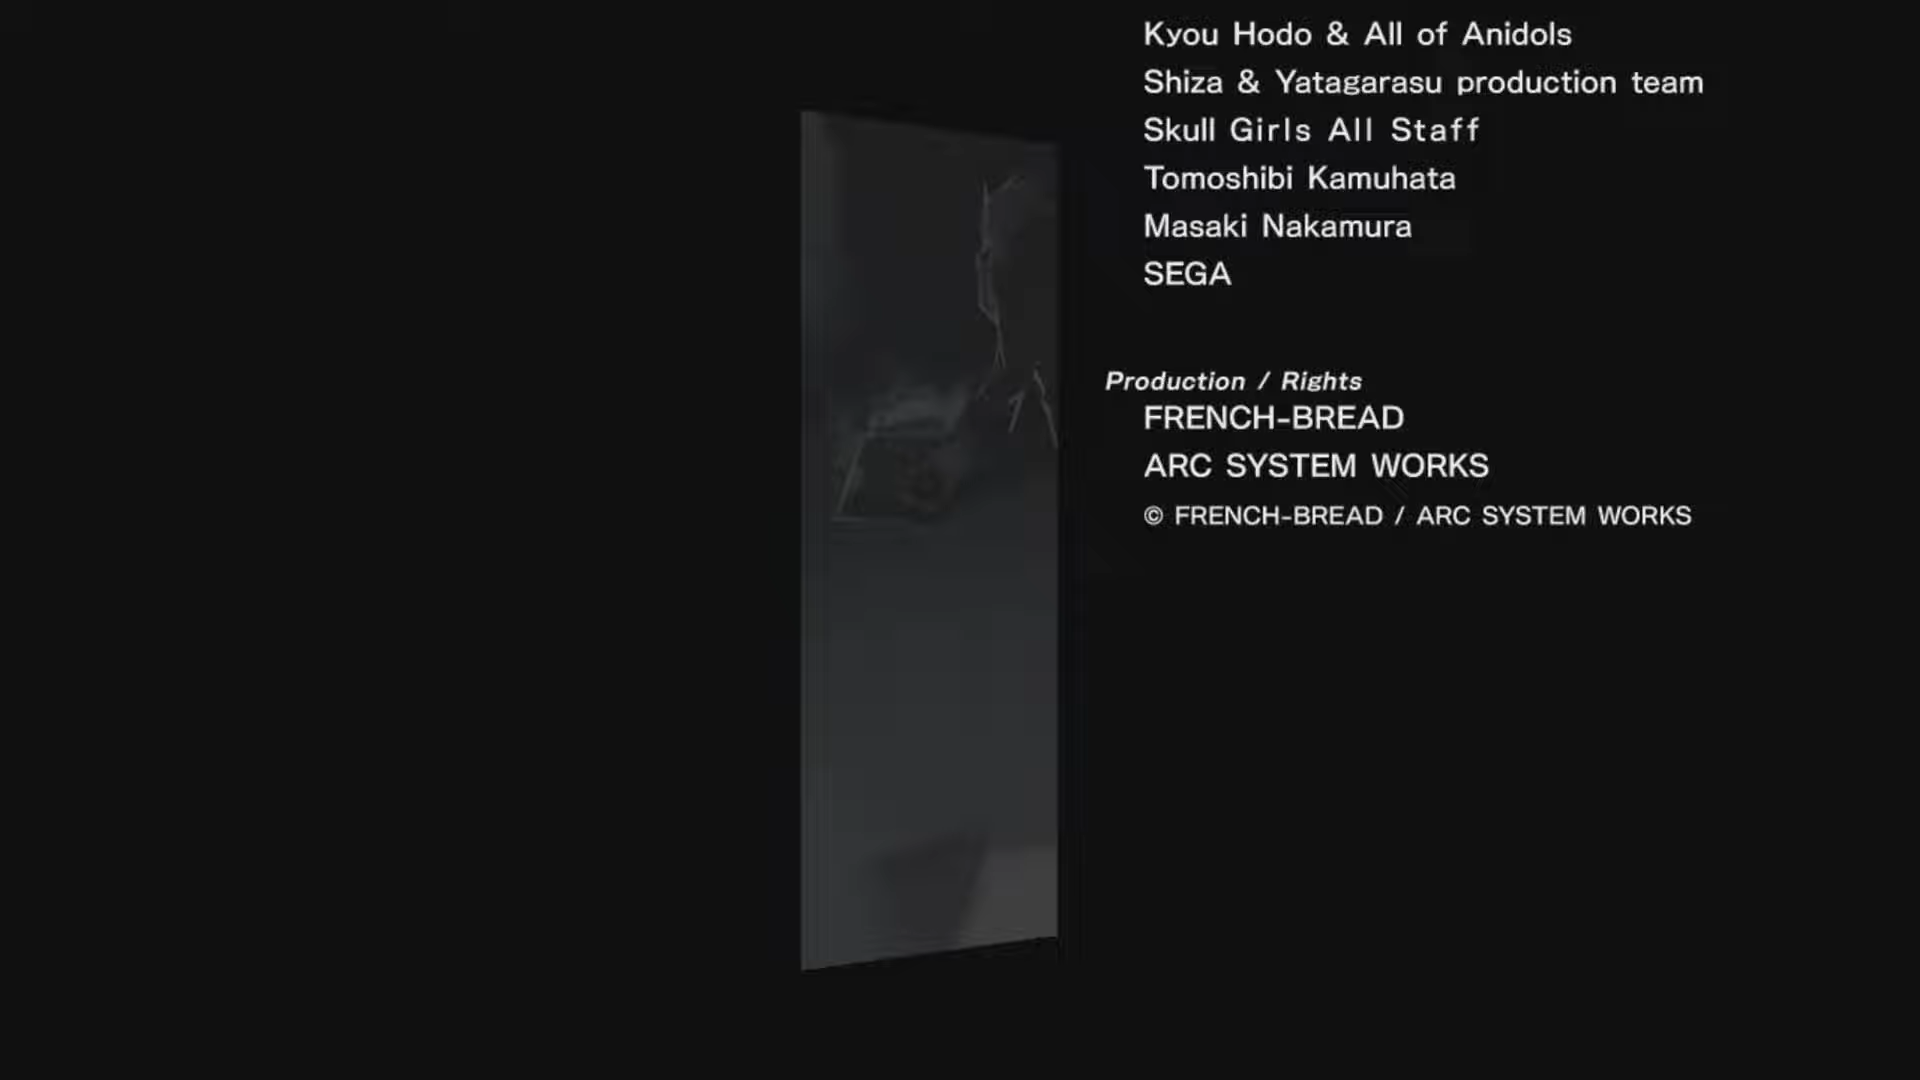 Kyou Hodo & All of Anidols
Shiza & Yatagarasu production team
Skull Girls All Staff
Tomoshibi Kamuhata
Masaki Nakamura
SEGA
Production / Rights
FRENCH-BREAD
ARC SYSTEM WORKS
© FRENCH-BREAD / ARC SYSTEM WORKS